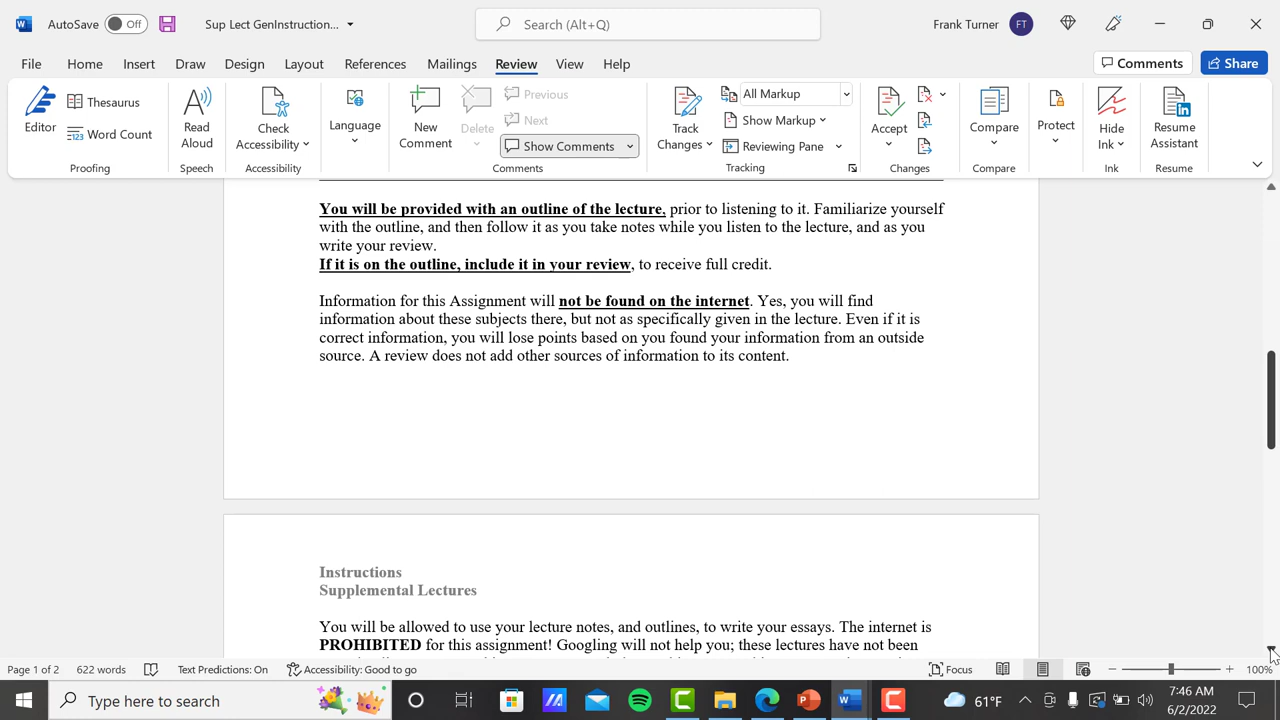 AutoSave Off Sup Lect GenInstruction... Search (Alt+Q) Frank Turner FT
File Home Insert Draw Design Layout References Mailings Review View Help Comments Share
Editor Thesaurus Word Count Proofing
Read Aloud Speech
Check Accessibility Accessibility
Language
New Comment Delete Previous Next Show Comments Comments
Track Changes All Markup Show Markup Reviewing Pane Tracking
Accept Changes
Compare Compare
Protect
Hide Ink Ink
Resume Assistant Resume
You will be provided with an outline of the lecture, prior to listening to it. Familiarize yourself
with the outline, and then follow it as you take notes while you listen to the lecture, and as you
write your review.
If it is on the outline, include it in your review, to receive full credit.
Information for this Assignment will not be found on the internet. Yes, you will find
information about these subjects there, but not as specifically given in the lecture. Even if it is
correct information, you will lose points based on you found your information from an outside
source. A review does not add other sources of information to its content.
Instructions
Supplemental Lectures
You will be allowed to use your lecture notes, and outlines, to write your essays. The internet is
PROHIBITED for this assignment! Googling will not help you; these lectures have not been
Page 1 of 2 622 words Text Predictions: On Accessibility: Good to go Focus 100%
Type here to search 61°F 7:46 AM
6/2/2022